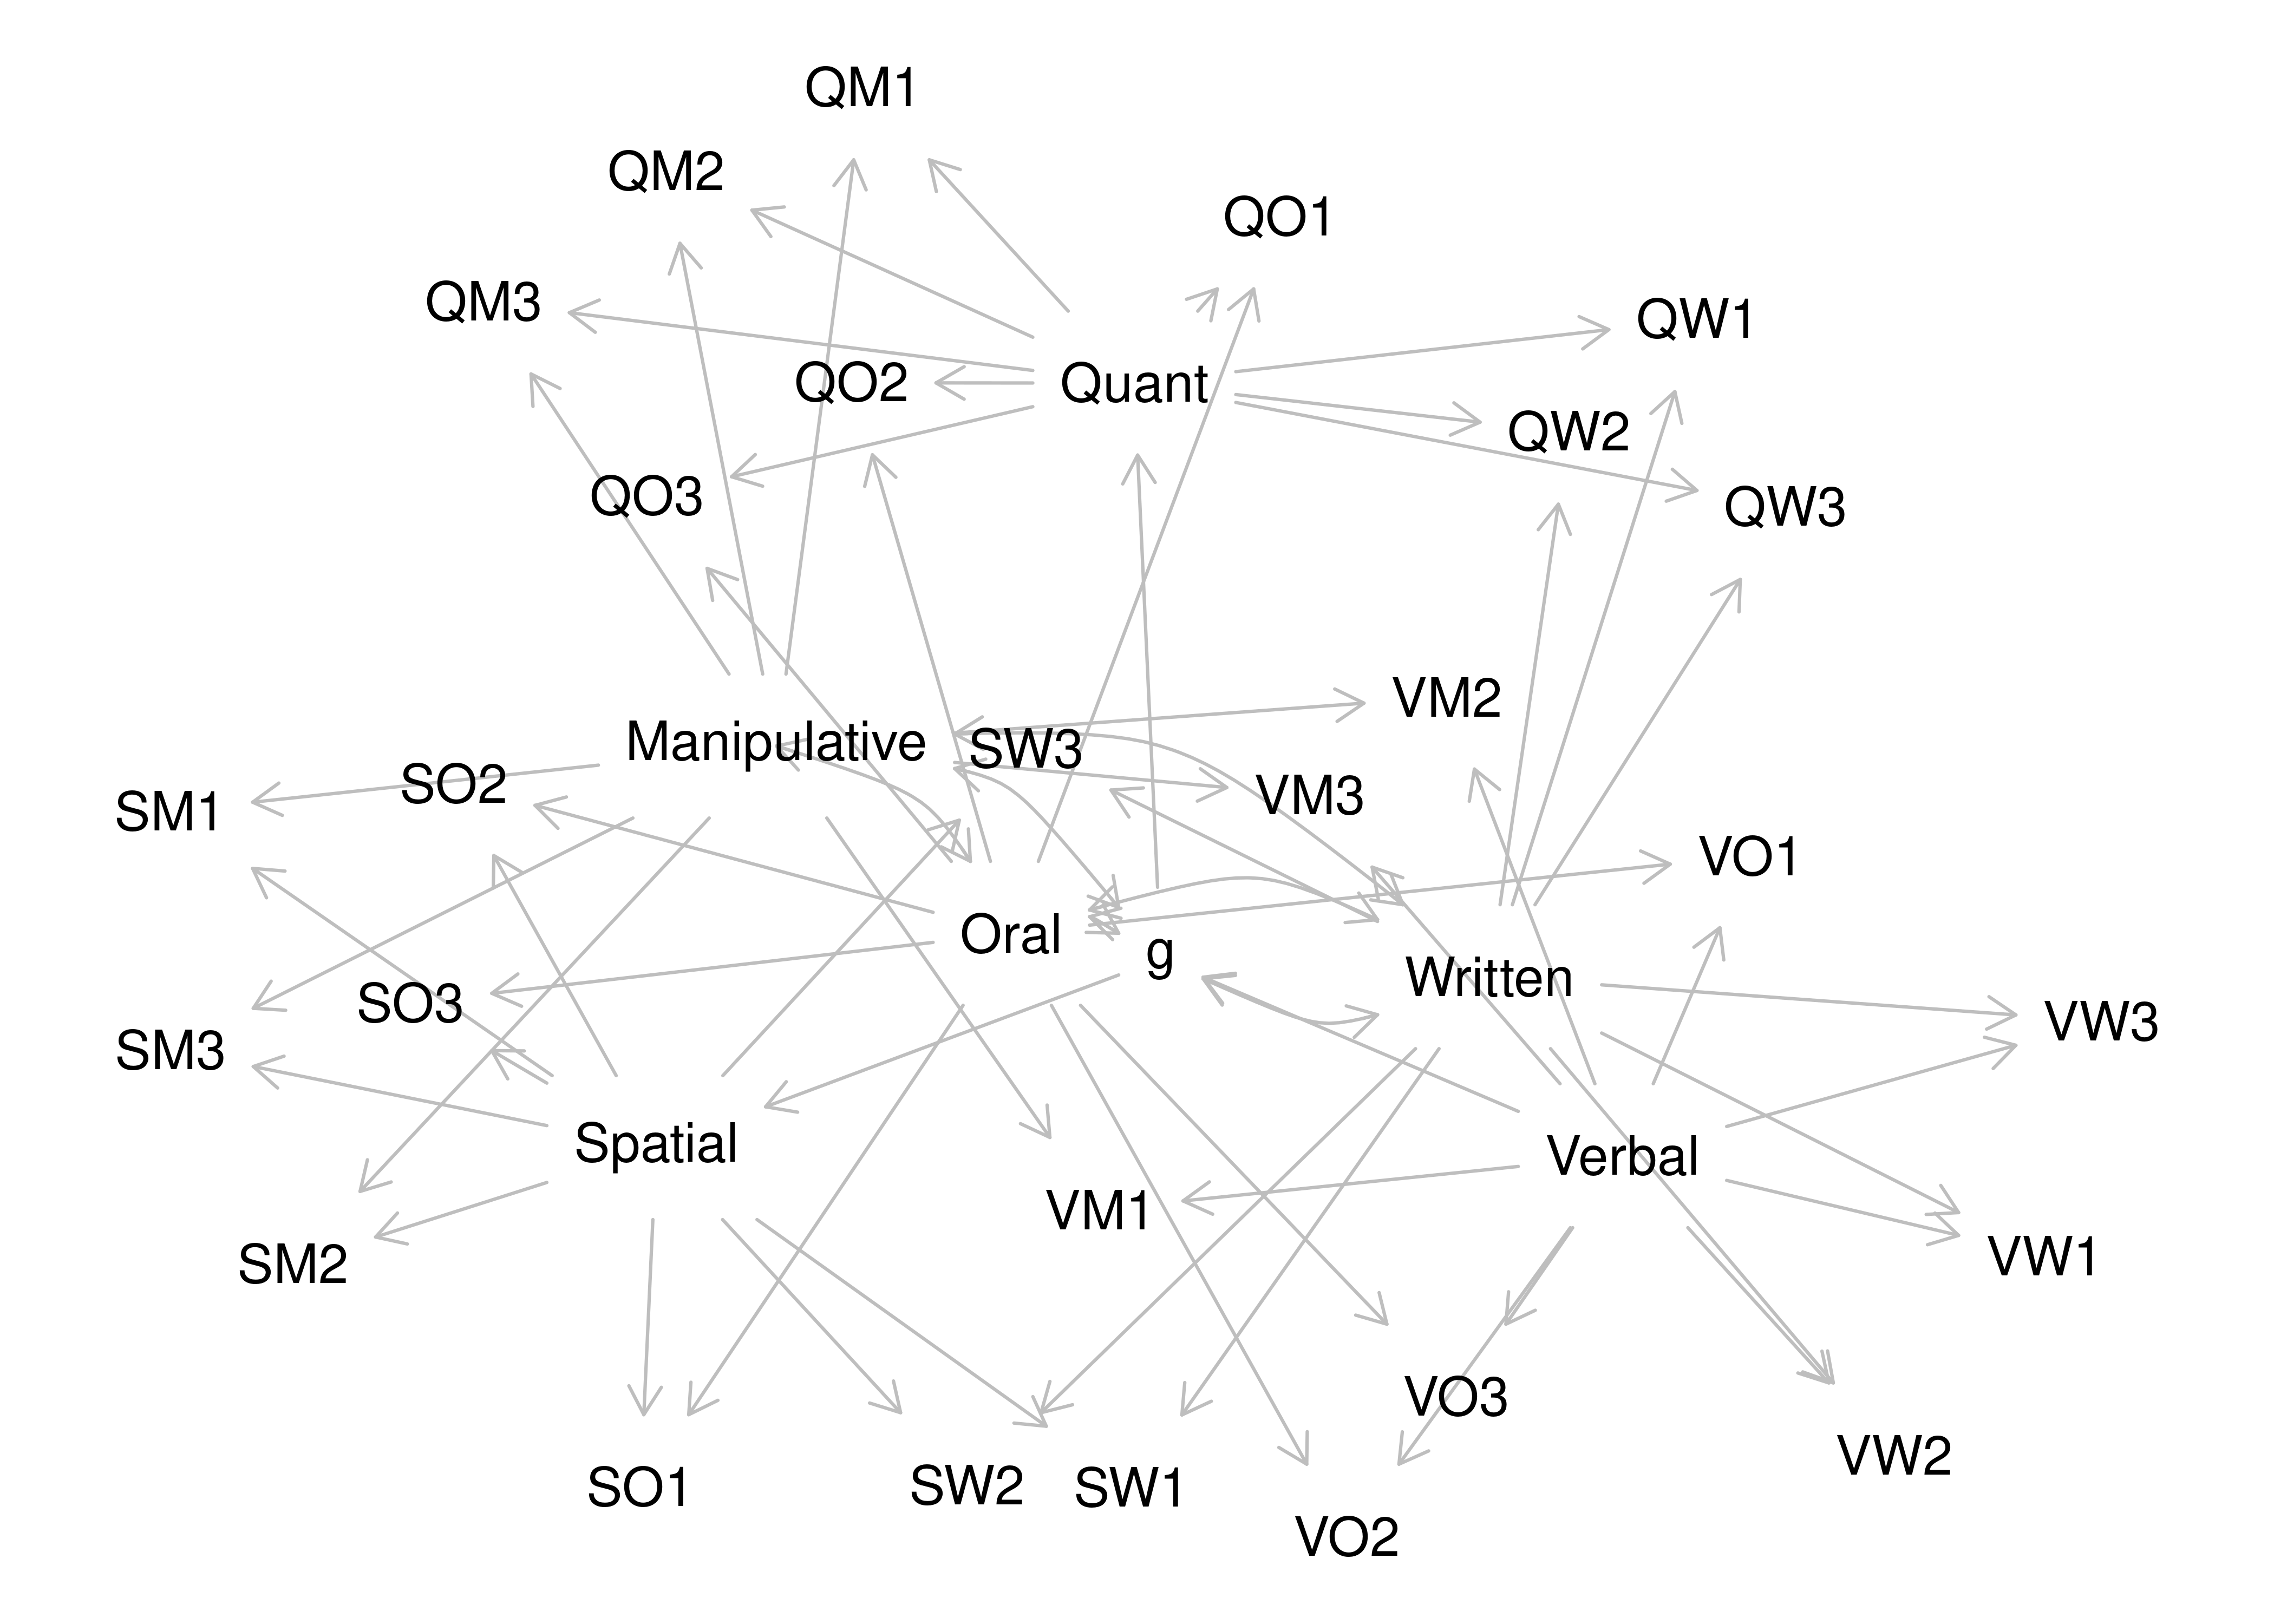 QM1
QM2
QO1
QM3
QW1
QO2
Quant
QW2
QO3
QW3
VM2
Manipulative
SW3
SO2
VM3
SM1
VO1
Oral
g
Written
SO3
VW3
SM3
Spatial
Verbal
VM1
SM2
VW1
VO3
VW2
SO1
SW2
SW1
VO2